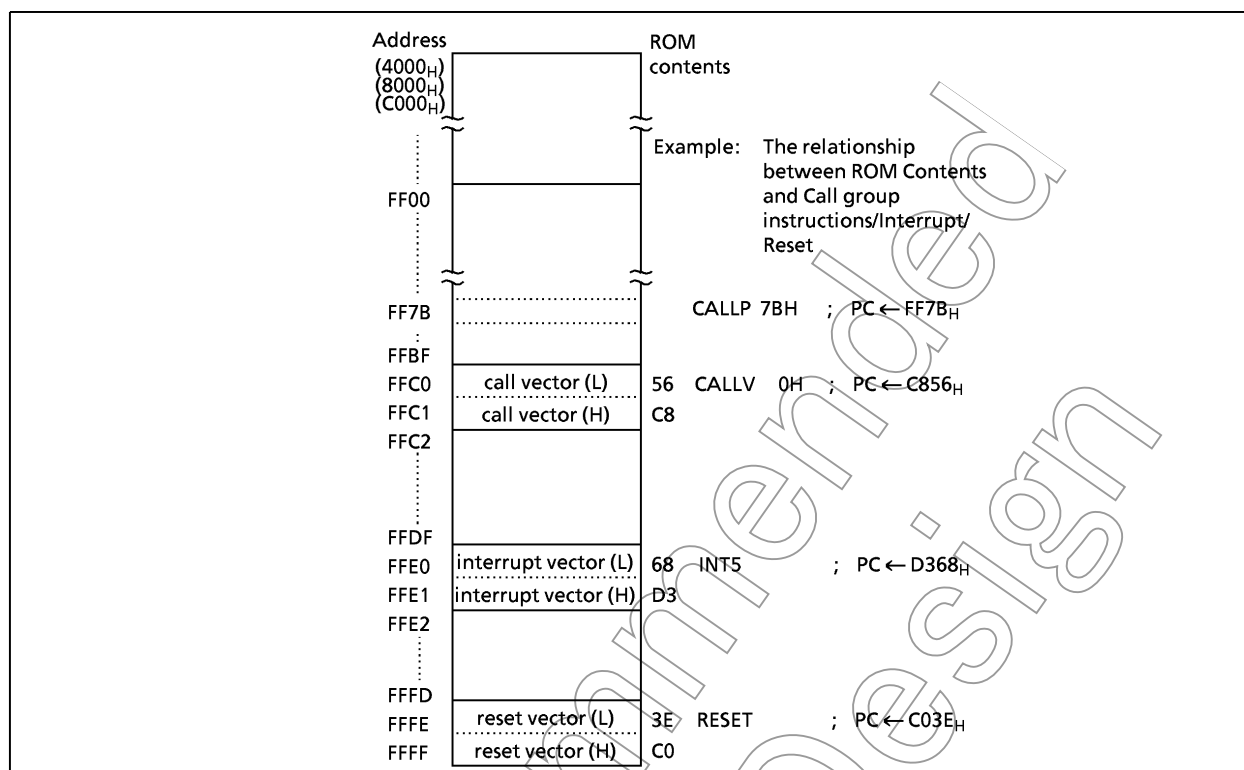 Address ROM
(4000H) contents
(8000H)
(C000H)
Example: The relationship
between ROM Contents
and Call group
instructions/Interrupt/
Reset
FF00
FF7B CALLP 7BH ; PC ← FF7BH
FFBF
FFC0 call vector (L) 56 CALLV 0H ; PC ← C856H
FFC1 call vector (H) C8
FFC2
FFDF
FFE0 interrupt vector (L) 68 INT5 ; PC ← D368H
FFE1 interrupt vector (H) D3
FFE2
FFFD
FFFE reset vector (L) 3E RESET ; PC ← C03EH
FFFF reset vector (H) C0
mmended
esign